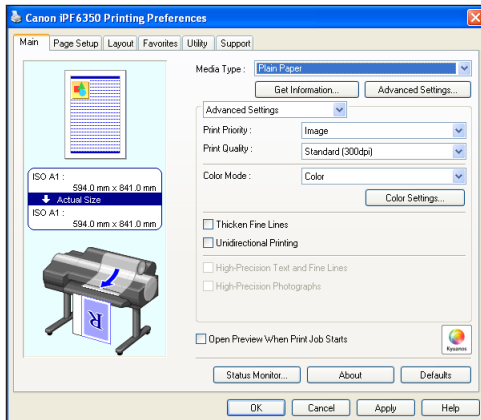 Canon iPF6350 Printing Preferences
Main Page Setup Layout Favorites Utility Support
Media Type : Plain Paper
Get Information... Advanced Settings...
Advanced Settings
Print Priority : Image
Print Quality : Standard (300dpi)
Color Mode : Color
Color Settings...
ISO A1 :
594.0 mm x 841.0 mm
Actual Size
ISO A1 :
594.0 mm x 841.0 mm
Thicken Fine Lines
Unidirectional Printing
High-Precision Text and Fine Lines
High-Precision Photographs
R
Open Preview When Print Job Starts
Kyuanos
Status Monitor... About Defaults
OK Cancel Apply Help